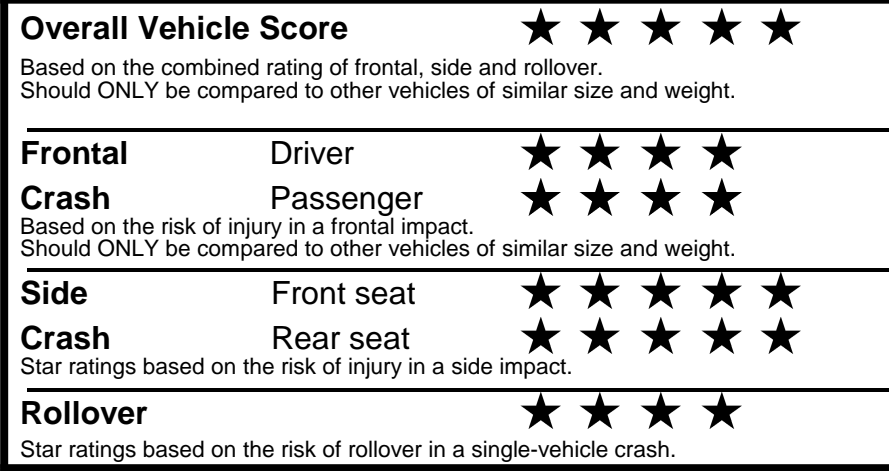 Overall Vehicle Score ★ ★ ★ ★ ★
Based on the combined rating of frontal, side and rollover.
Should ONLY be compared to other vehicles of similar size and weight.
Frontal Driver ★ ★ ★ ★
Crash Passenger ★ ★ ★ ★
Based on the risk of injury in a frontal impact.
Should ONLY be compared to other vehicles of similar size and weight.
Side Front seat ★ ★ ★ ★ ★
Crash Rear seat ★ ★ ★ ★ ★
Star ratings based on the risk of injury in a side impact.
Rollover ★ ★ ★ ★
Star ratings based on the risk of rollover in a single-vehicle crash.